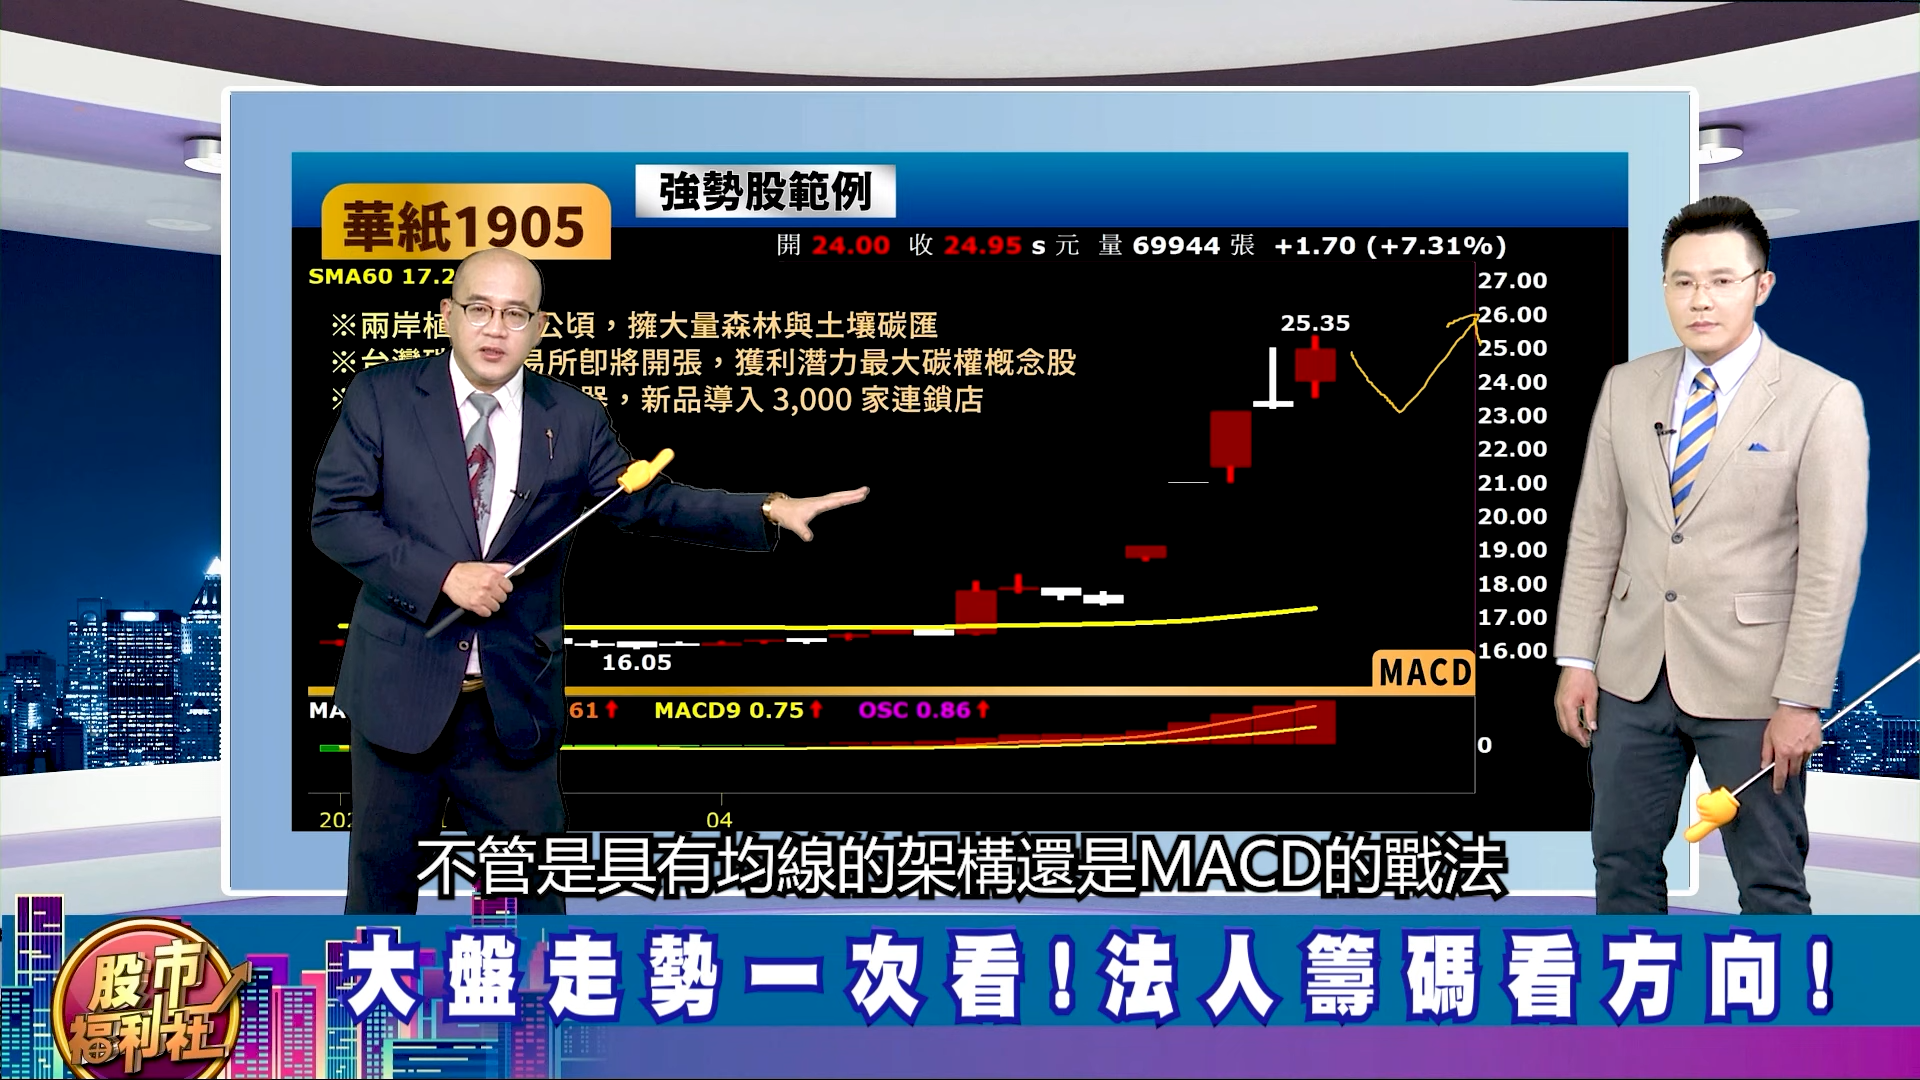 強勢股範例
華紙1905
開 24.00 收 24.95 s 元 量 69944 張 +1.70 (+7.31%)
SMA60 17.2
※兩岸植 公頃，擁大量森林與土壤碳匯
※台灣碳 易所即將開張，獲利潛力最大碳權概念股
※ 器，新品導入 3,000 家連鎖店
25.35
16.05
27.00
26.00
25.00
24.00
23.00
22.00
21.00
20.00
19.00
18.00
17.00
16.00
MACD
MA 61↑ MACD9 0.75↑ OSC 0.86↑
0
202 04
不管是具有均線的架構還是MACD的戰法
大盤走勢一次看!法人籌碼看方向!
股市
福利社